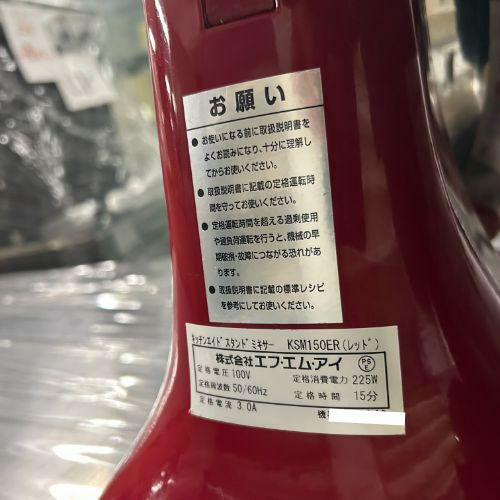 お願い
● お使いになる前に取扱説明書を
よくお読みになり、十分に理解し
てからお使いください。
● 取扱説明書に記載の定格運転時
間を守ってお使いください。
● 定格運転時間を超える過剰使用
や過負荷運転を行うと、機械の早
期破損・故障につながる恐れがあ
ります。
● 取扱説明書に記載の標準レシピ
を参考にしてお使いください。
キッチンエイド スタンドミキサー KSM150ER(レッド)
株式会社エフ・エム・アイ PSE
定格電圧 100V 定格消費電力 225W
定格周波数 50/60Hz 定格時間 15分
定格電流 3.0A 機